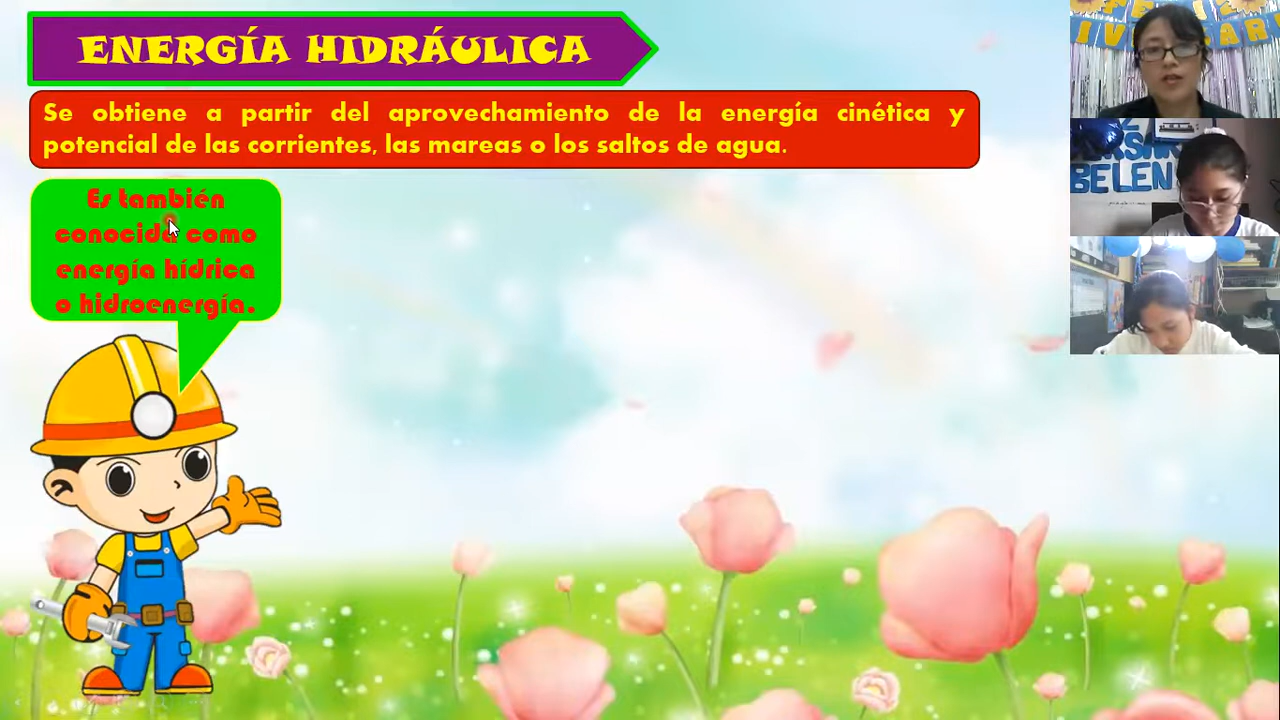 ENERGÍA HIDRÁULICA
Se obtiene a partir del aprovechamiento de la energía cinética y
potencial de las corrientes, las mareas o los saltos de agua.
Es también
conocida como
energía hídrica
o hidroenergía.
BELEN